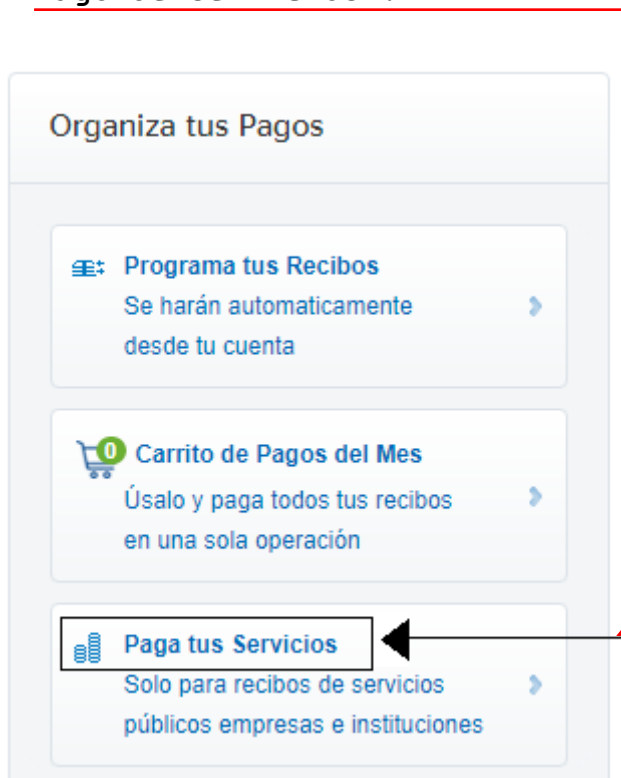 Organiza tus Pagos
Programa tus Recibos
Se harán automaticamente
desde tu cuenta
0
Carrito de Pagos del Mes
Úsalo y paga todos tus recibos
en una sola operación
Paga tus Servicios
Solo para recibos de servicios
públicos empresas e instituciones